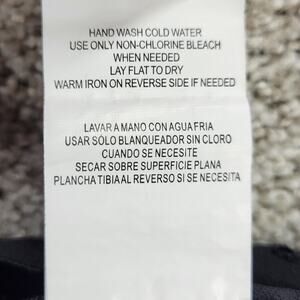 HAND WASH COLD WATER
USE ONLY NON-CHLORINE BLEACH
WHEN NEEDED
LAY FLAT TO DRY
WARM IRON ON REVERSE SIDE IF NEEDED
LAVAR A MANO CON AGUA FRIA
USAR SÓLO BLANQUEADOR SIN CLORO
CUANDO SE NECESITE
SECAR SOBRE SUPERFICIE PLANA
PLANCHA TIBIA AL REVERSO SI SE NECESITA